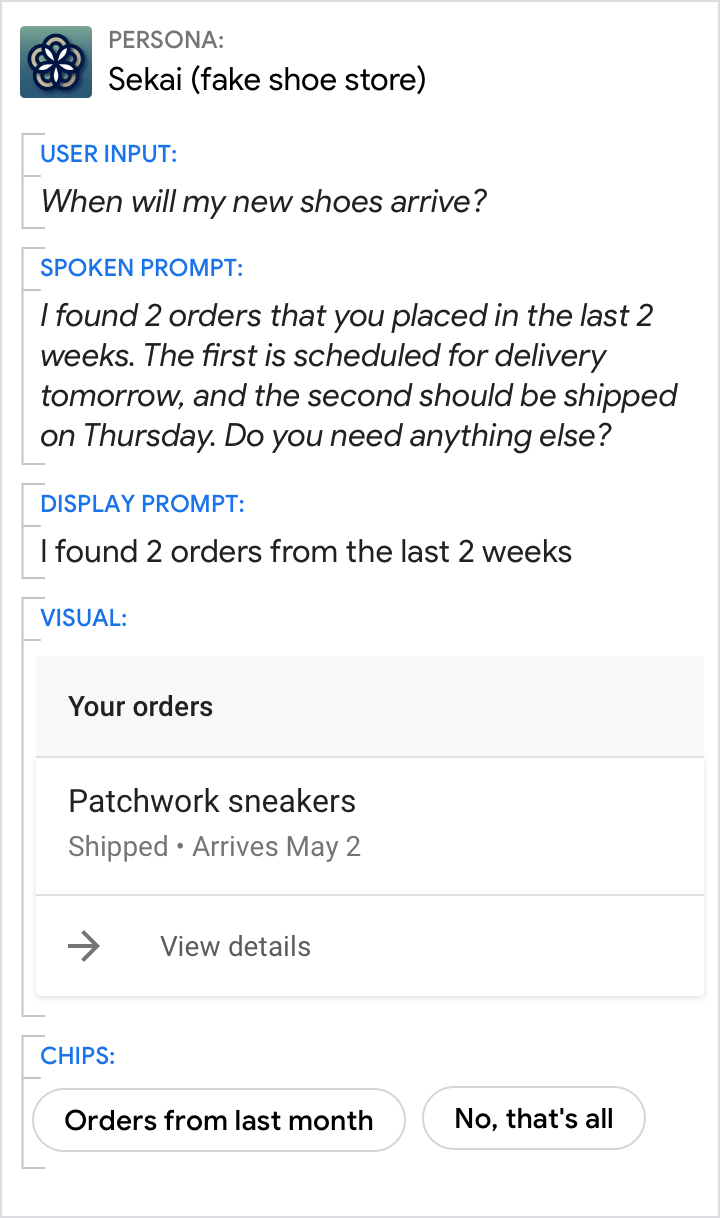 PERSONA:
Sekai (fake shoe store)
USER INPUT:
When will my new shoes arrive?
SPOKEN PROMPT:
I found 2 orders that you placed in the last 2
weeks. The first is scheduled for delivery
tomorrow, and the second should be shipped
on Thursday. Do you need anything else?
DISPLAY PROMPT:
I found 2 orders from the last 2 weeks
VISUAL:
Your orders
Patchwork sneakers
Shipped • Arrives May 2
View details
CHIPS:
Orders from last month
No, that's all